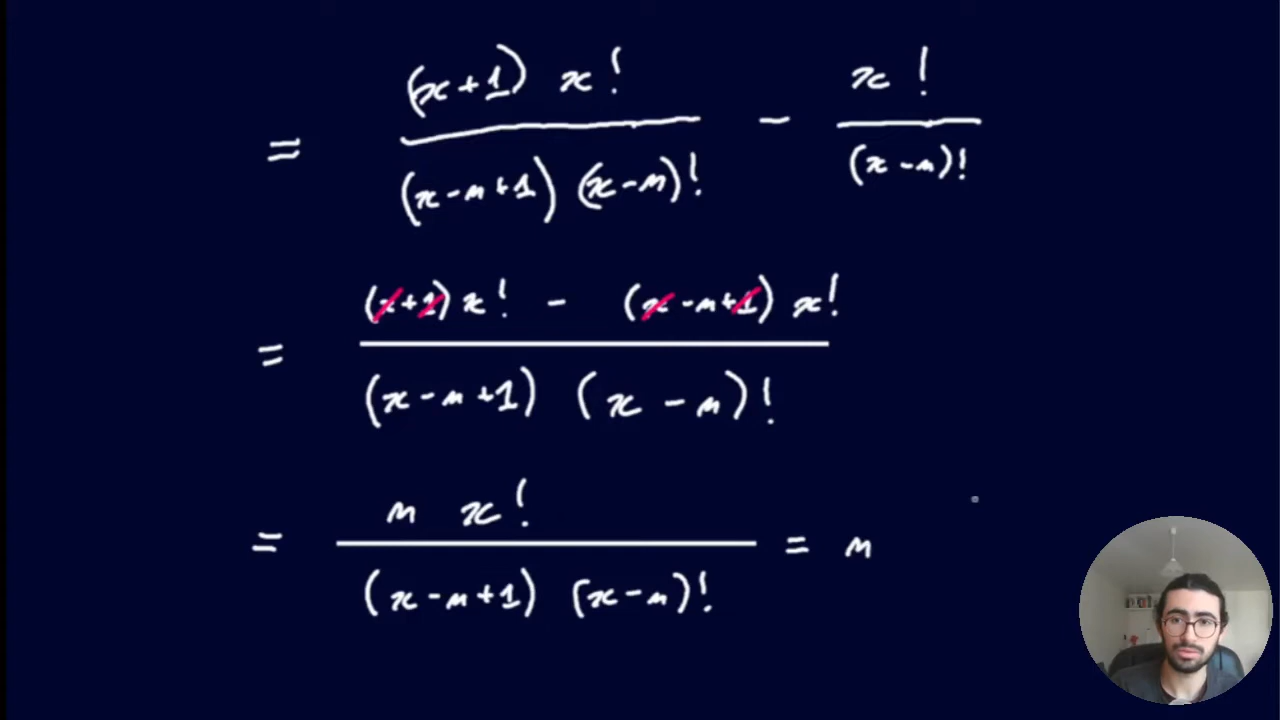 = (x+1) x! / (x-n+1) (x-n)! - x! / (x-n)!
= (x+1) x! - (x-n+1) x! / (x-n+1) (x-n)!
= n x! / (x-n+1) (x-n)! = n